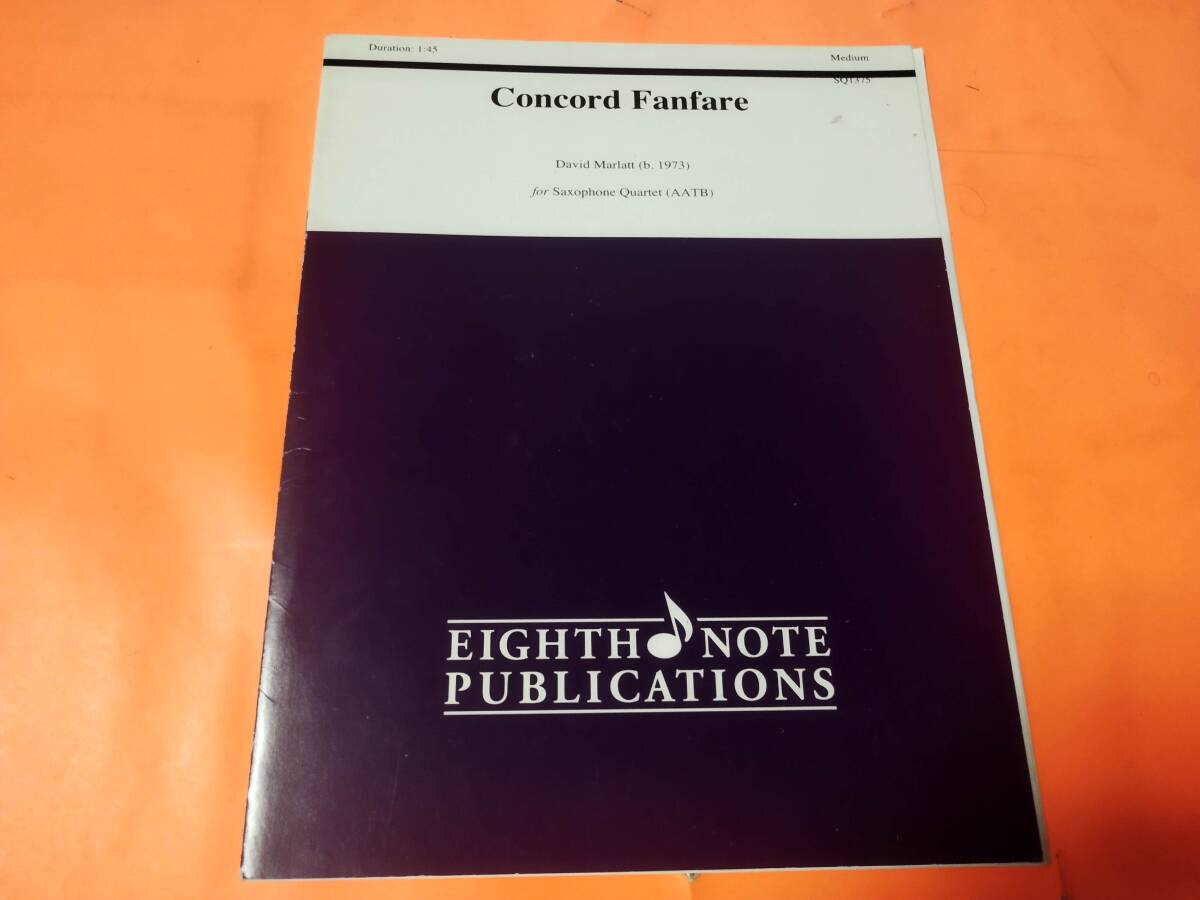 Duration: 1:45
Medium
SQ1375
Concord Fanfare
David Marlatt (b. 1973)
for Saxophone Quartet (AATB)
EIGHTH NOTE
PUBLICATIONS